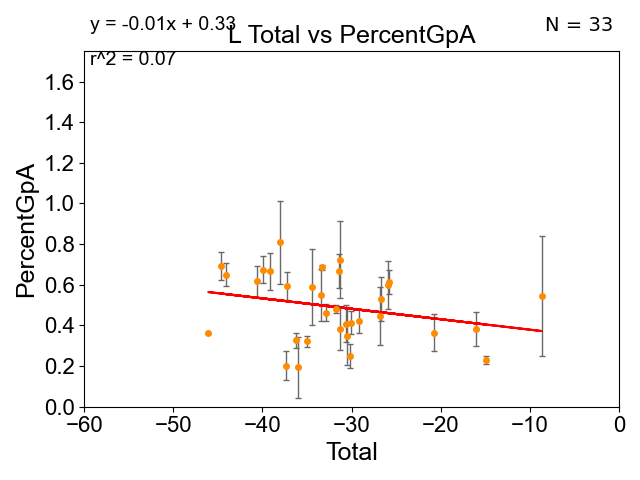 y = -0.01x + 0.33
N = 33
L Total vs PercentGpA
r^2 = 0.07
PercentGpA
1.6
1.4
1.2
1.0
0.8
0.6
0.4
0.2
0.0
−60 −50 −40 −30 −20 −10 0
Total